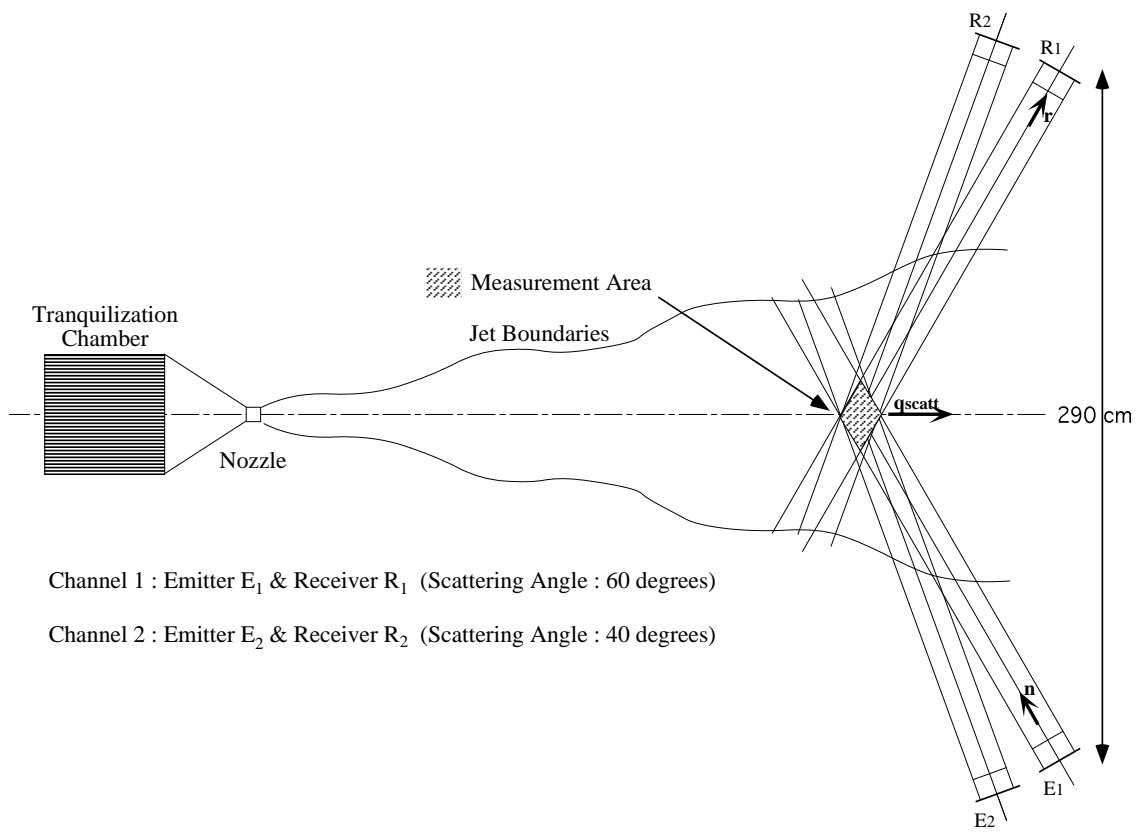 R2
R1
r
Measurement Area
Tranquilization
Chamber
Jet Boundaries
qscatt
290 cm
Nozzle
Channel 1 : Emitter E1 & Receiver R1 (Scattering Angle : 60 degrees)
Channel 2 : Emitter E2 & Receiver R2 (Scattering Angle : 40 degrees)
n
E1
E2